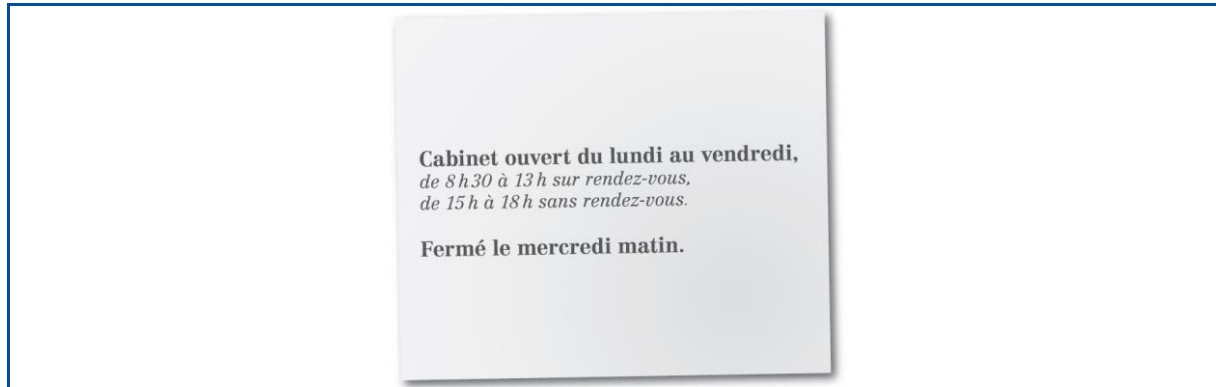 Cabinet ouvert du lundi au vendredi,
de 8 h 30 à 13 h sur rendez-vous,
de 15 h à 18 h sans rendez-vous.
Fermé le mercredi matin.